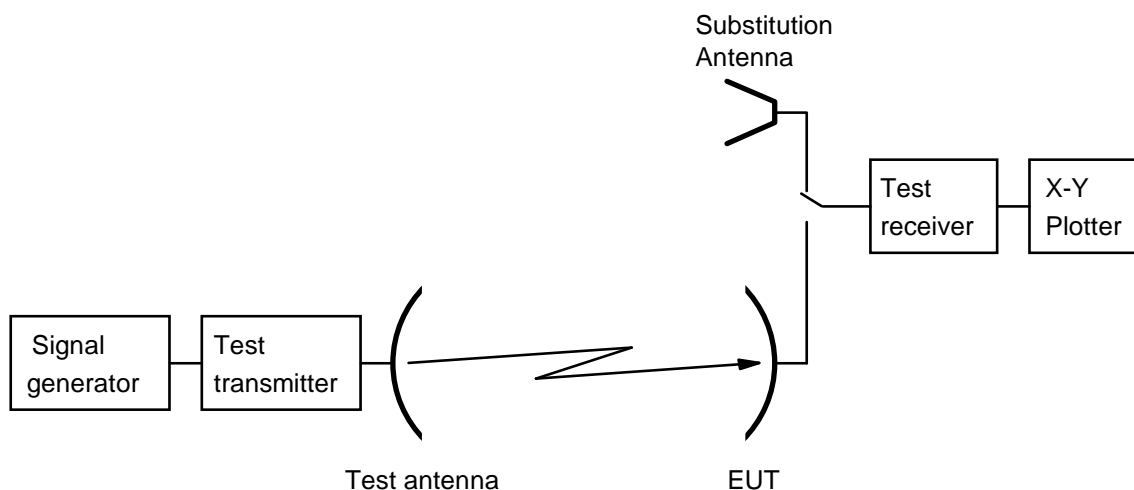 Substitution
Antenna
Test
receiver
X-Y
Plotter
Signal
generator
Test
transmitter
Test antenna
EUT